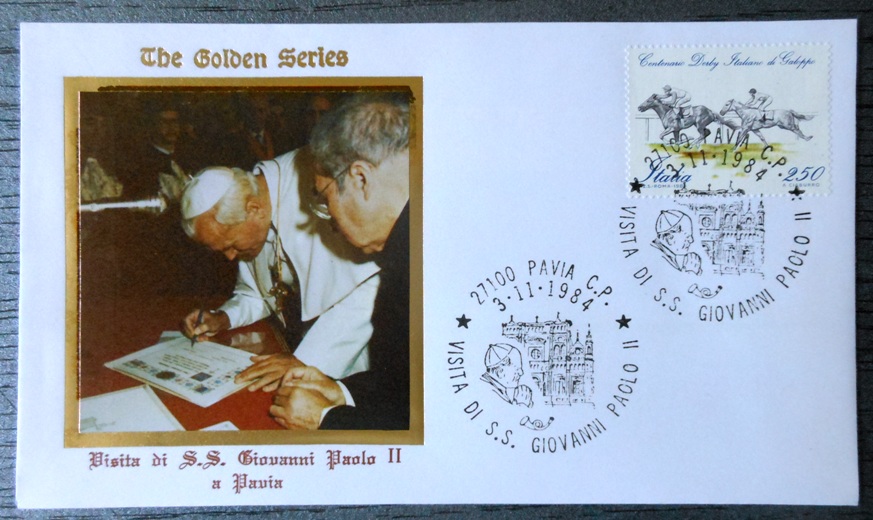 The Golden Series
Centenario Derby Italiano di Galoppo
Italia
250
27100 PAVIA C.P.
3·11·1984
VISITA DI S.S. GIOVANNI PAOLO II
27100 PAVIA C.P.
3·11·1984
VISITA DI S.S. GIOVANNI PAOLO II
Visita di S.S. Giovanni Paolo II
a Pavia